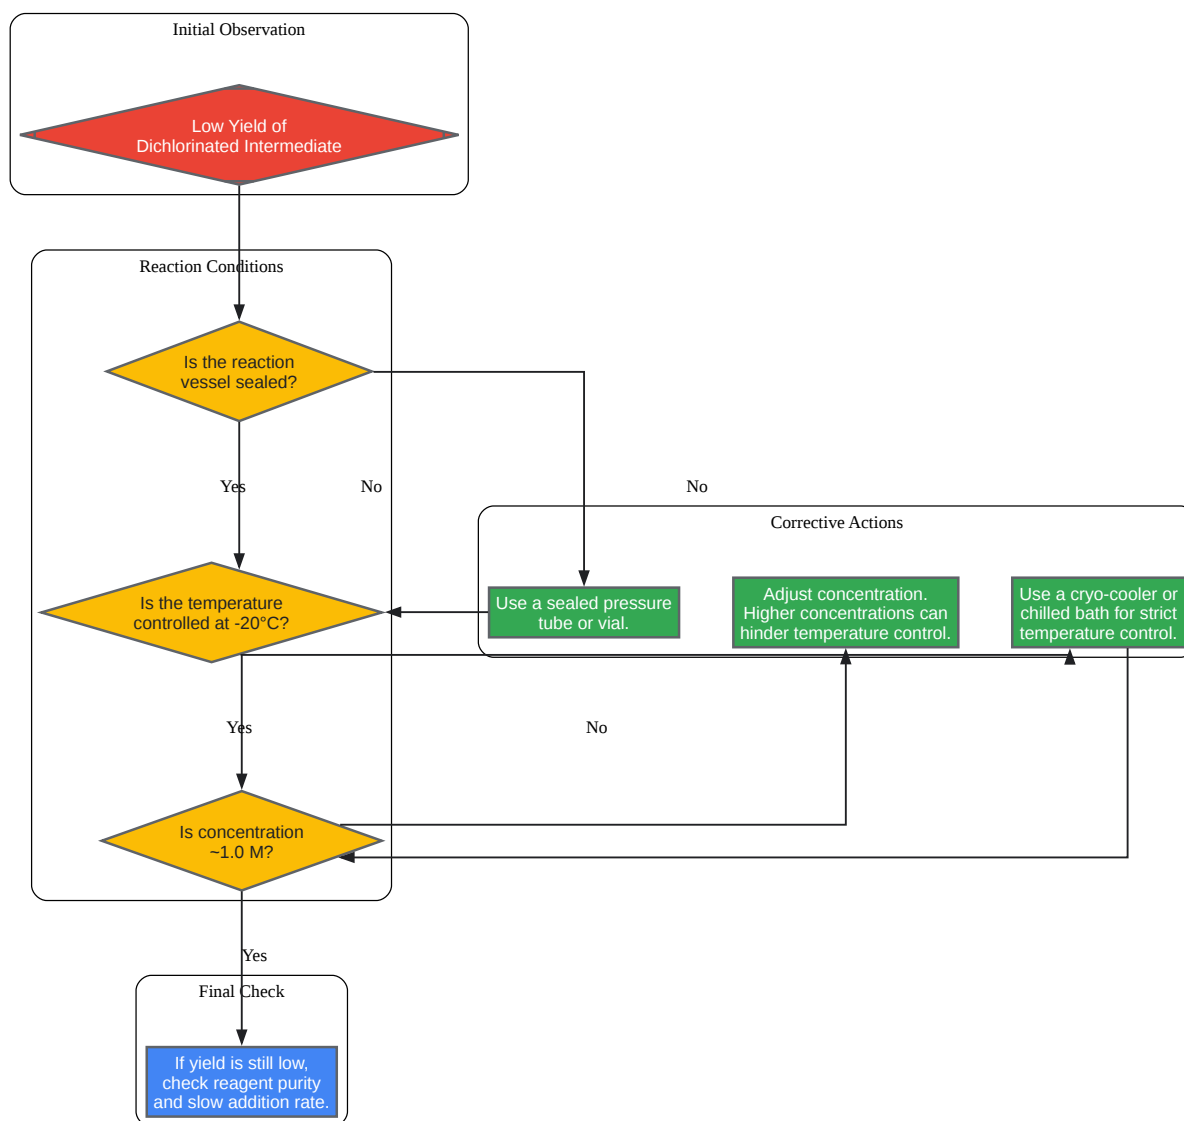 Initial Observation
Low Yield of
Dichlorinated Intermediate
Reaction Conditions
Is the reaction
vessel sealed?
Yes
No
No
Corrective Actions
Is the temperature
controlled at -20°C?
Use a sealed pressure
tube or vial.
Adjust concentration.
Higher concentrations can
hinder temperature control.
Use a cryo-cooler or
chilled bath for strict
temperature control.
Yes
No
Is concentration
~1.0 M?
Yes
Final Check
If yield is still low,
check reagent purity
and slow addition rate.